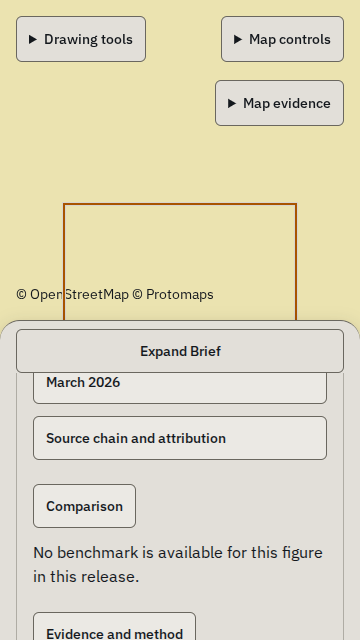 ▶ Drawing tools
▶ Map controls
▶ Map evidence
© OpenStreetMap © Protomaps
Expand Brief
March 2026
Source chain and attribution
Comparison
No benchmark is available for this figure
in this release.
Evidence and method